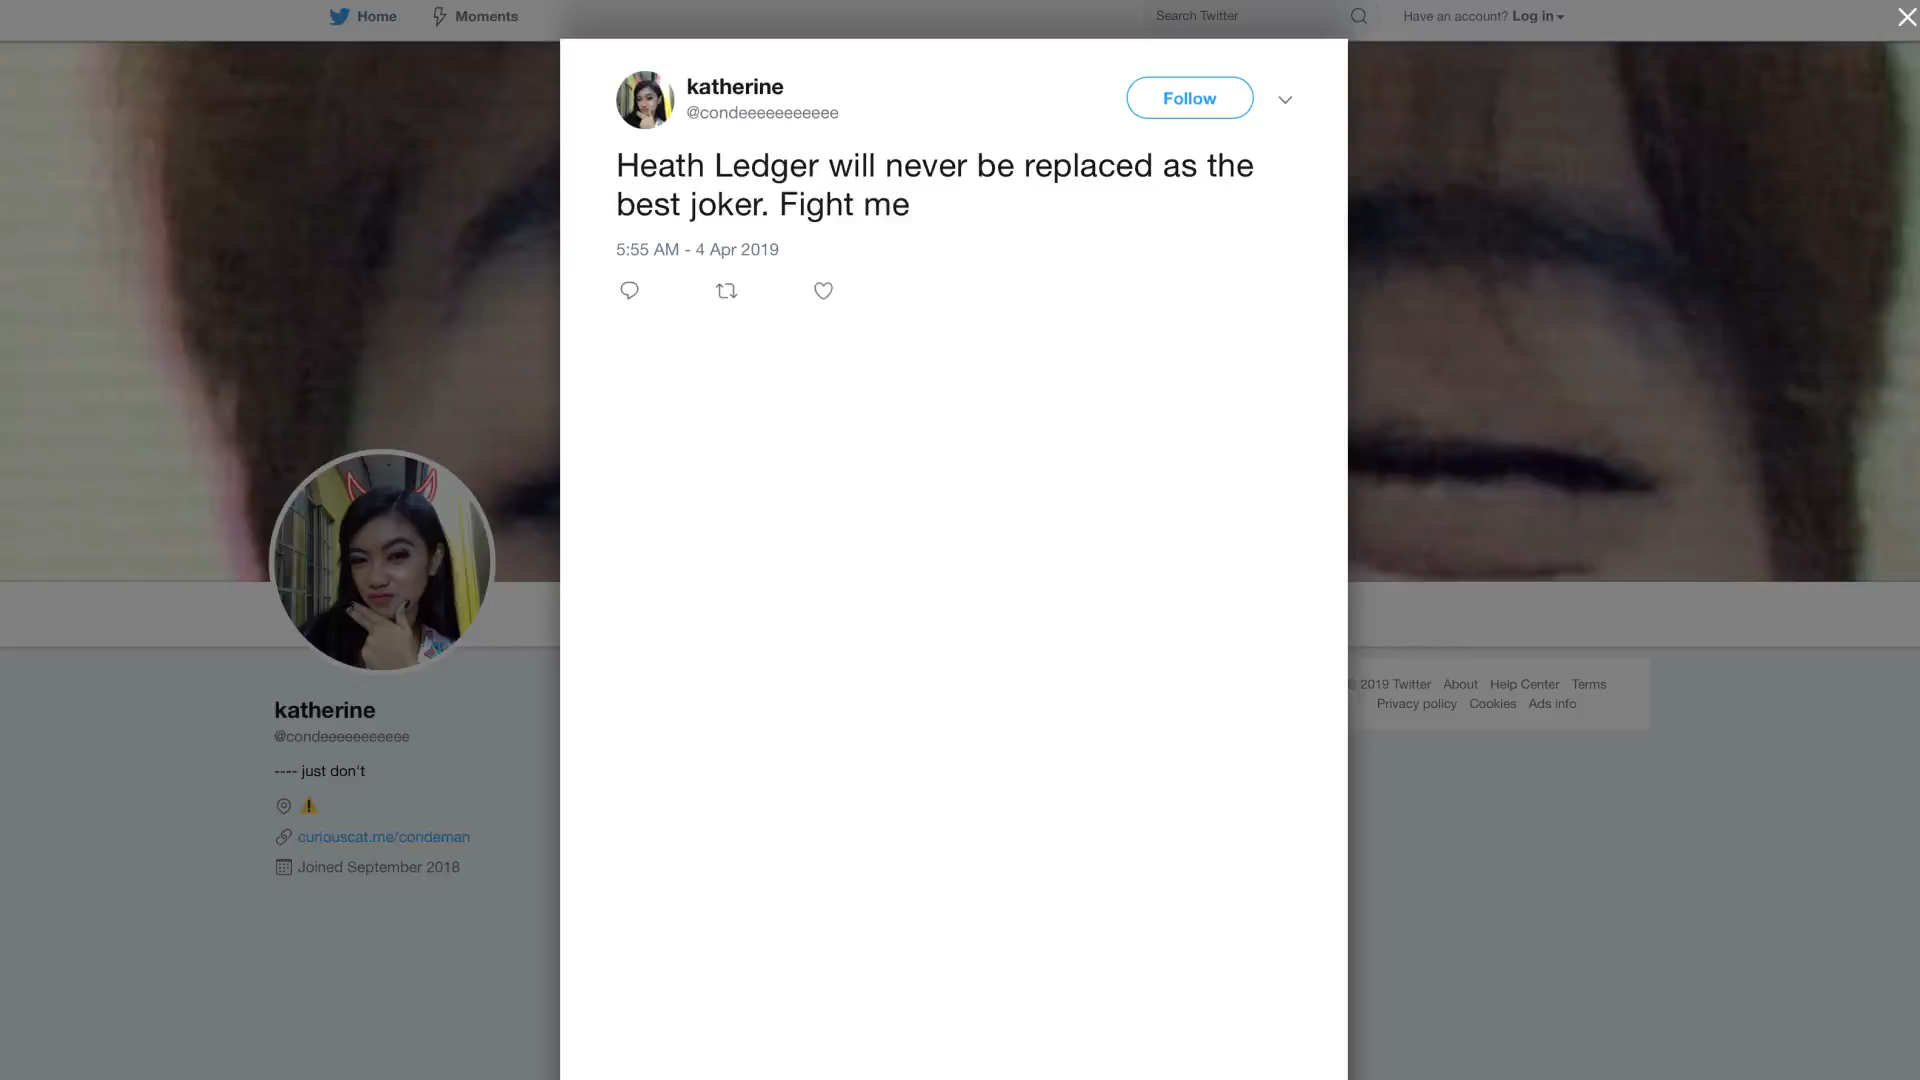 Home Moments Search Twitter Have an account? Log in
katherine
@condeeeeeeeeeee
Follow
Heath Ledger will never be replaced as the
best joker. Fight me
5:55 AM - 4 Apr 2019
katherine
@condeeeeeeeeeee
---- just don't
curiouscat.me/condeman
Joined September 2018
© 2019 Twitter About Help Center Terms
Privacy policy Cookies Ads info